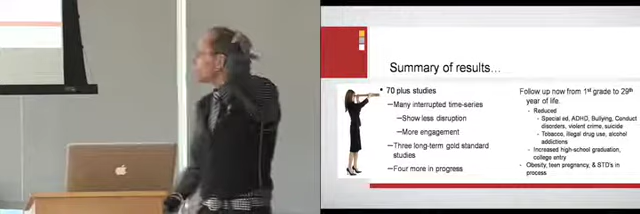 Summary of results...
• 70 plus studies
–Many interrupted time-series
–Show less disruption
–More engagement
–Three long-term gold standard
studies
–Four more in progress
Follow up now from 1st grade to 29th
year of life.
- Reduced
- Special ed, ADHD, Bullying, Conduct
disorders, violent crime, suicide
- Tobacco, illegal drug use, alcohol
addictions
- Increased high-school graduation,
college entry
- Obesity, teen pregnancy, & STD's in
process